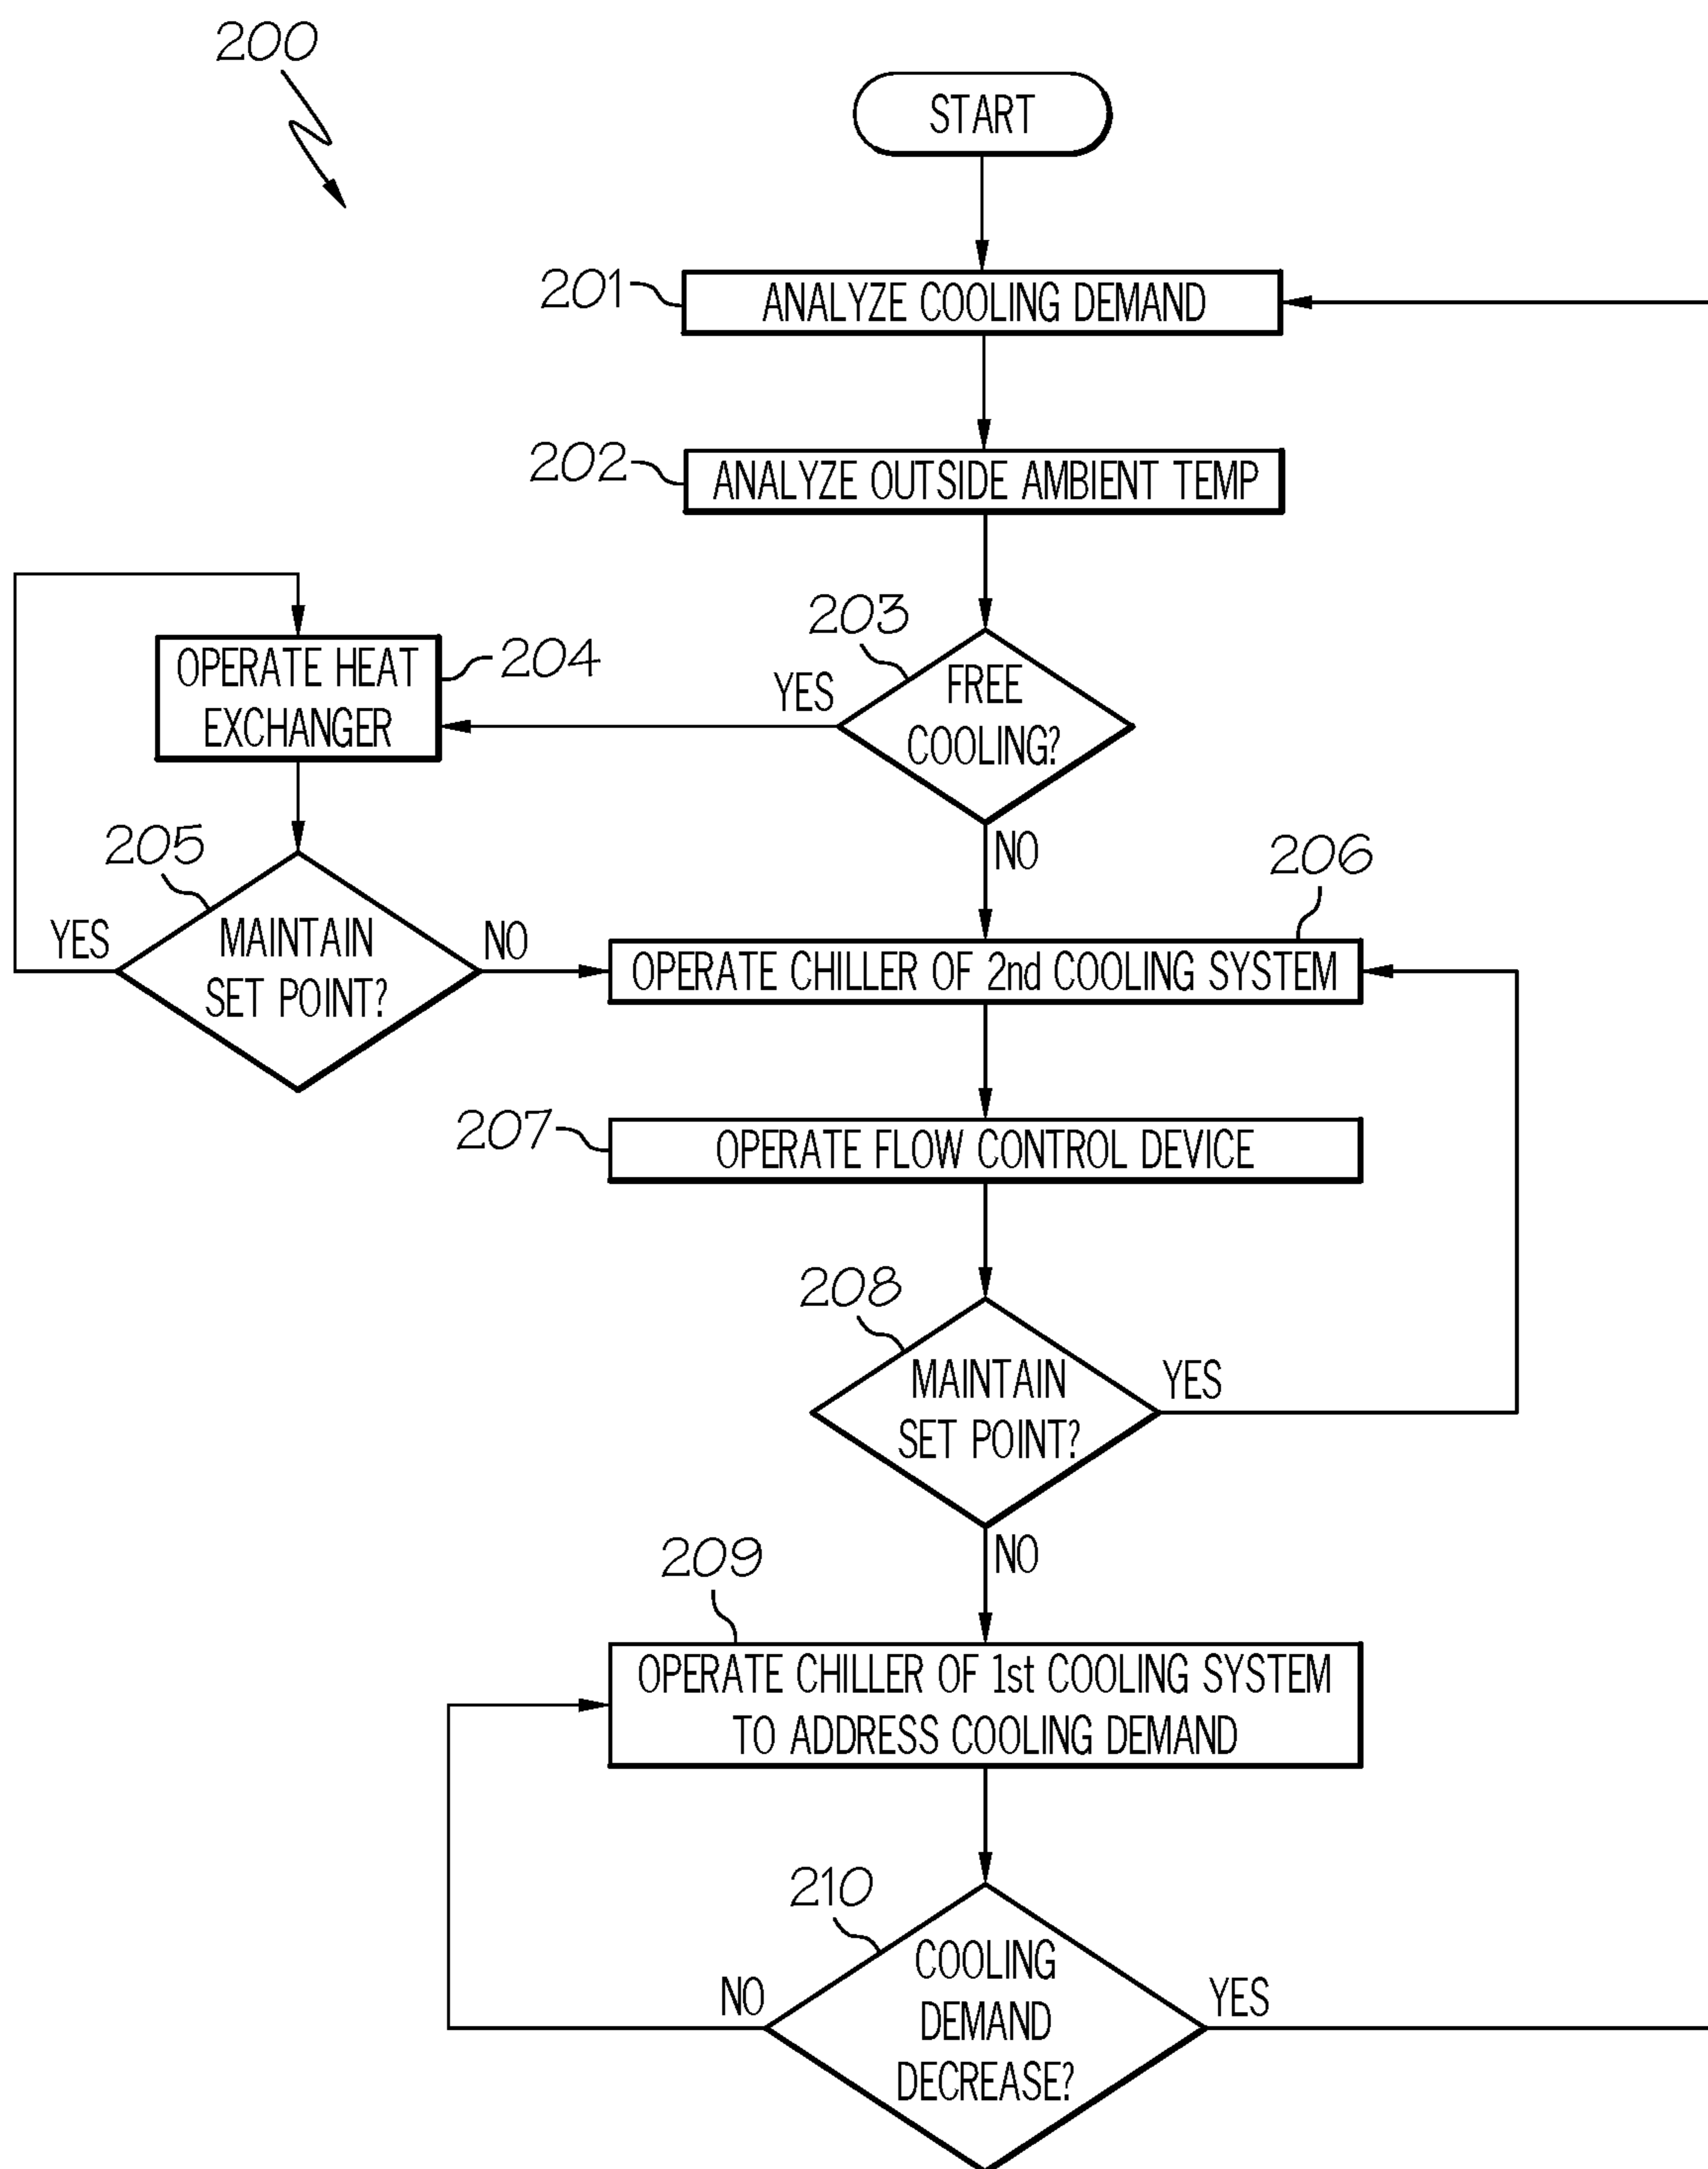 200
START
201
ANALYZE COOLING DEMAND
202
ANALYZE OUTSIDE AMBIENT TEMP
203
FREE
COOLING?
YES
NO
OPERATE HEAT
EXCHANGER
204
205
MAINTAIN
SET POINT?
YES
NO
206
OPERATE CHILLER OF 2nd COOLING SYSTEM
207
OPERATE FLOW CONTROL DEVICE
208
MAINTAIN
SET POINT?
YES
NO
209
OPERATE CHILLER OF 1st COOLING SYSTEM
TO ADDRESS COOLING DEMAND
210
COOLING
DEMAND
DECREASE?
NO
YES